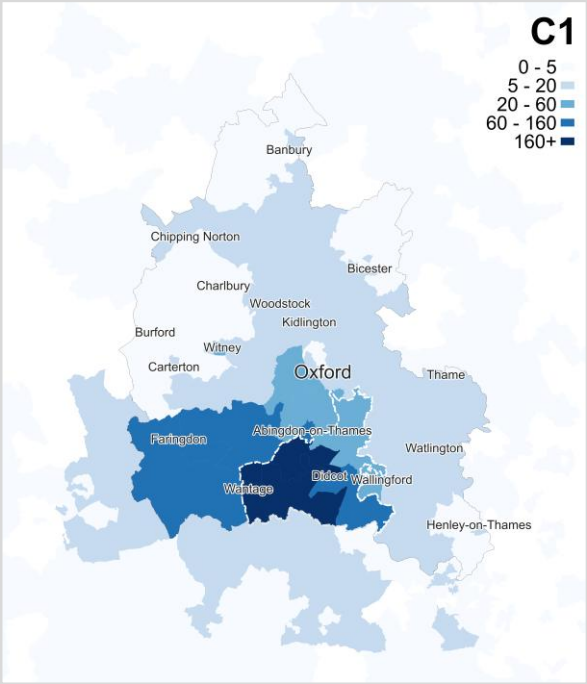 C1
0 - 5
5 - 20
20 - 60
60 - 160
160+
Banbury
Chipping Norton
Bicester
Charlbury
Woodstock
Kidlington
Burford
Witney
Carterton
Oxford
Thame
Abingdon-on-Thames
Faringdon
Watlington
Didcot
Wallingford
Wantage
Henley-on-Thames